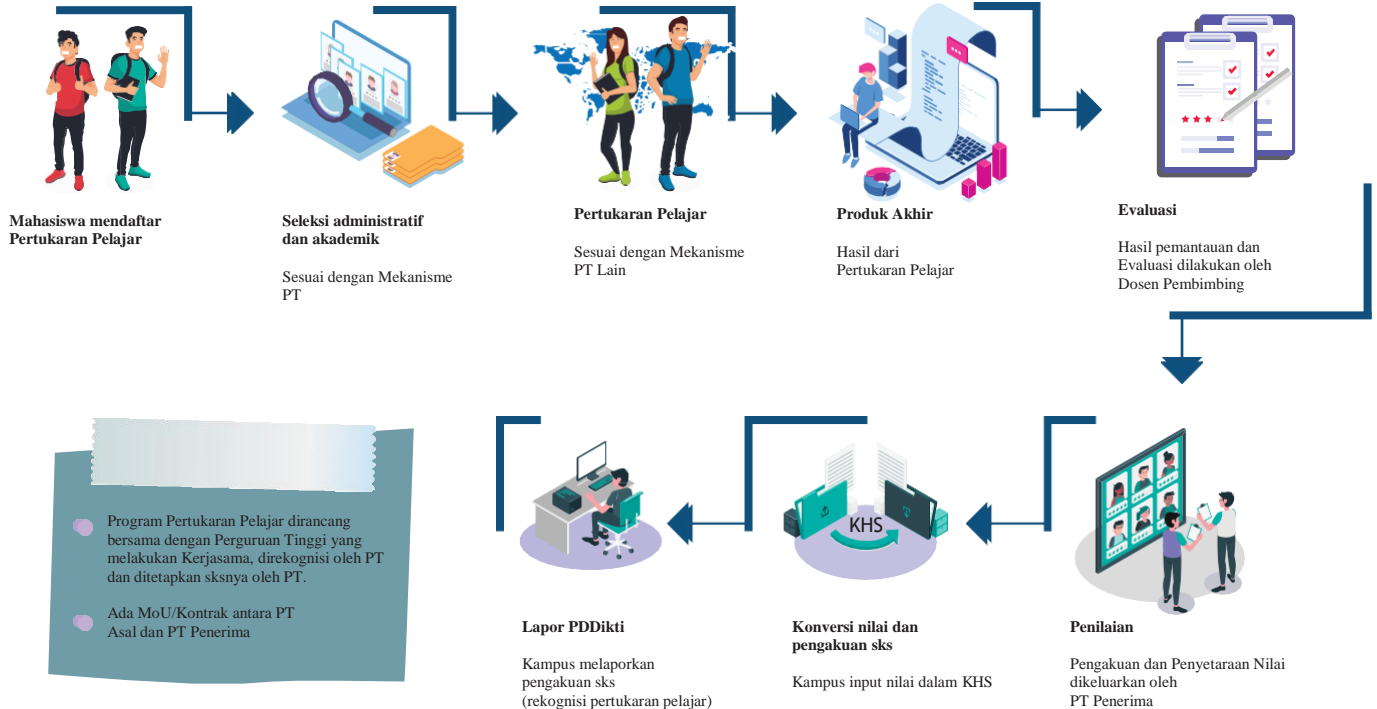 Mahasiswa mendaftar
Pertukaran Pelajar
Seleksi administratif
dan akademik
Sesuai dengan Mekanisme
PT
Pertukaran Pelajar
Sesuai dengan Mekanisme
PT Lain
Produk Akhir
Hasil dari
Pertukaran Pelajar
Evaluasi
Hasil pemantauan dan
Evaluasi dilakukan oleh
Dosen Pembimbing
Penilaian
Pengakuan dan Penyetaraan Nilai
dikeluarkan oleh
PT Penerima
KHS
Konversi nilai dan
pengakuan sks
Kampus input nilai dalam KHS
Lapor PDDikti
Kampus melaporkan
pengakuan sks
(rekognisi pertukaran pelajar)
Program Pertukaran Pelajar dirancang
bersama dengan Perguruan Tinggi yang
melakukan Kerjasama, direkognisi oleh PT
dan ditetapkan sksnya oleh PT.
Ada MoU/Kontrak antara PT
Asal dan PT Penerima